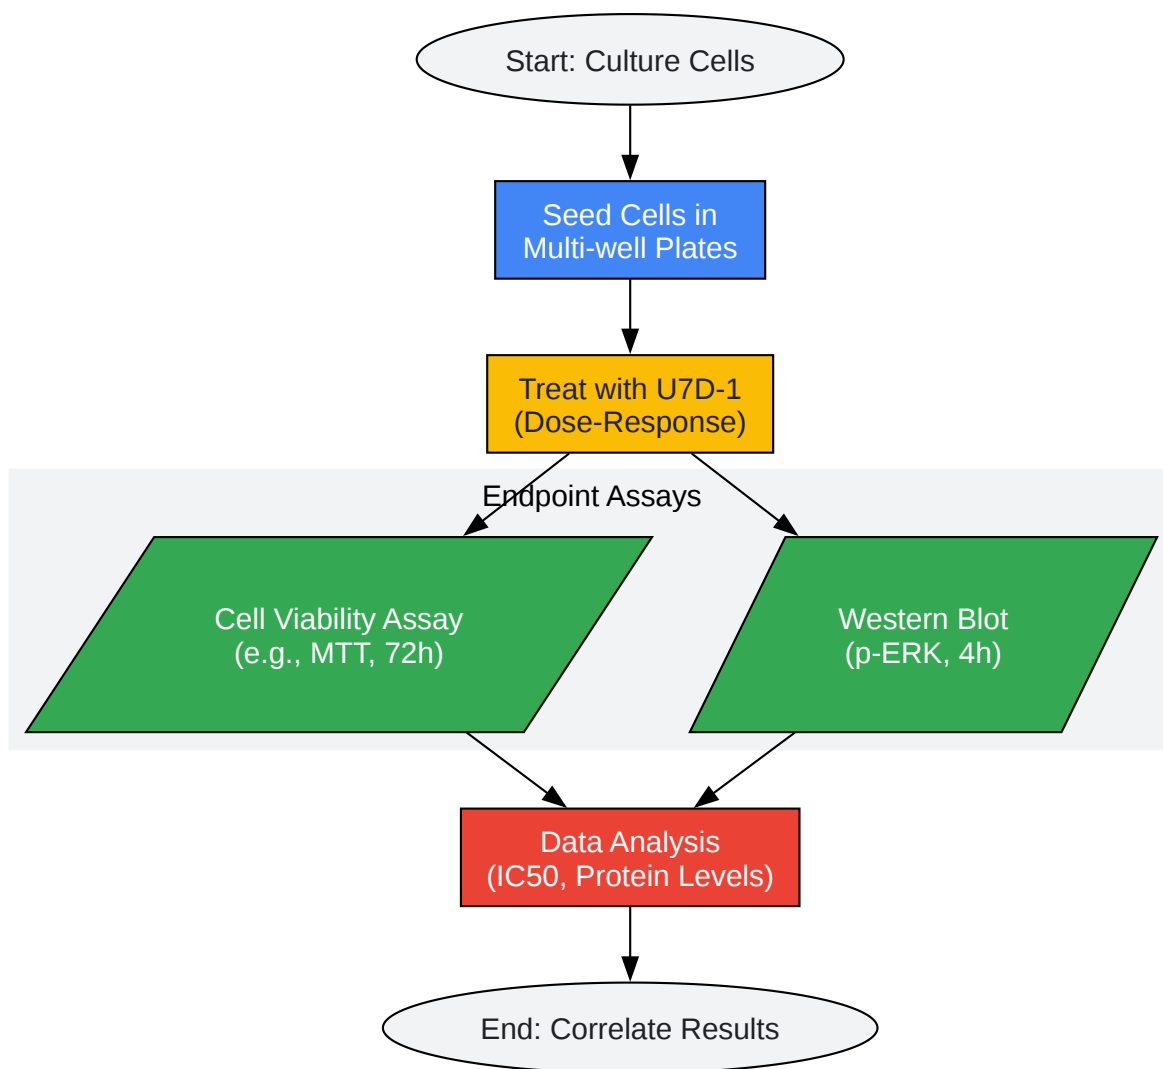 Start: Culture Cells
Seed Cells in
Multi-well Plates
Treat with U7D-1
(Dose-Response)
Endpoint Assays
Cell Viability Assay
(e.g., MTT, 72h)
Western Blot
(p-ERK, 4h)
Data Analysis
(IC50, Protein Levels)
End: Correlate Results